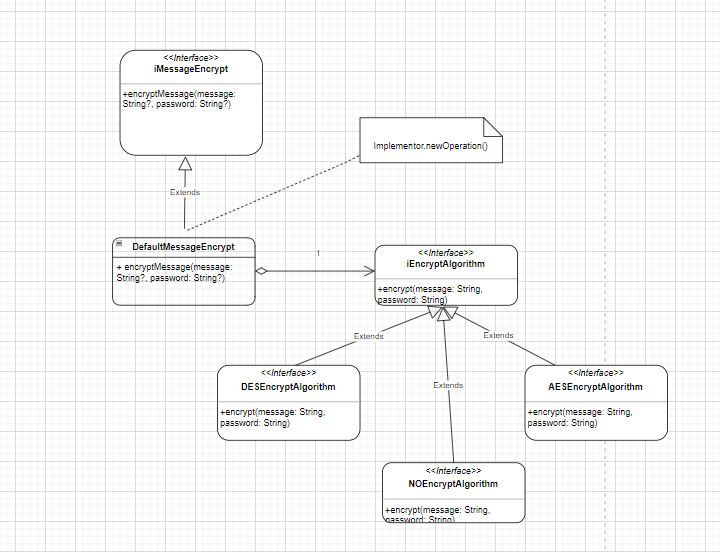 <<Interface>>
iMessageEncrypt
+encryptMessage(message:
String?, password: String?)
Implementor.newOperation()
Extends
DefaultMessageEncrypt
+ encryptMessage(message:
String?, password: String?)
1
<<Interface>>
iEncryptAlgorithm
+encrypt(message: String,
password: String)
Extends
Extends
Extends
<<Interface>>
DESEncryptAlgorithm
+encrypt(message: String,
password: String)
<<Interface>>
AESEncryptAlgorithm
+encrypt(message: String,
password: String)
<<Interface>>
NOEncryptAlgorithm
+encrypt(message: String,
password: String)